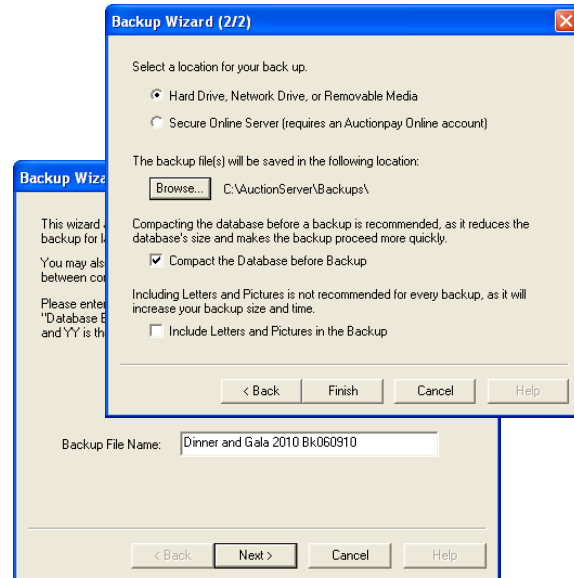 Backup Wizard (2/2)
Select a location for your back up.
Hard Drive, Network Drive, or Removable Media
Secure Online Server (requires an Auctionpay Online account)
The backup file(s) will be saved in the following location:
Browse... C:\AuctionServer\Backups\
Compacting the database before a backup is recommended, as it reduces the
database's size and makes the backup proceed more quickly.
Compact the Database before Backup
Including Letters and Pictures is not recommended for every backup, as it will
increase your backup size and time.
Include Letters and Pictures in the Backup
< Back Finish Cancel Help
Backup
This wizard
backup for
You may
between
Please enter
"Database
and YY is
Backup File Name: Dinner and Gala 2010 Bk060910
< Back Next > Cancel Help